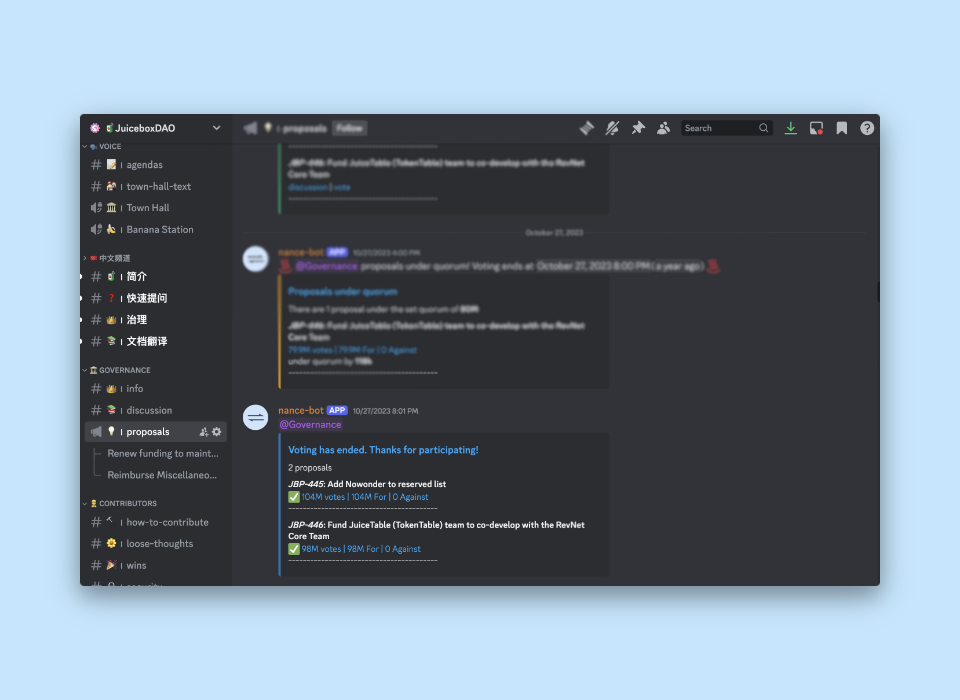 JuiceboxDAO
VOICE
agendas
town-hall-text
Town Hall
Banana Station
中文频道
简介
快速提问
治理
文档翻译
GOVERNANCE
info
discussion
proposals
Renew funding to maint...
Reimburse Miscellaneo...
CONTRIBUTORS
how-to-contribute
loose-thoughts
wins
security
proposals Follow
Search
JBP-446: Fund JuiceTable (TokenTable) team to co-develop with the RevNet
Core Team
discussion | vote
-----------------------------------------
October 27, 2023
nance-bot APP 10/27/2023 4:00 PM
@Governance proposals under quorum! Voting ends at October 27, 2023 8:00 PM (a year ago)
Proposals under quorum
There are 1 proposal under the set quorum of 80M
JBP-446: Fund JuiceTable (TokenTable) team to co-develop with the RevNet
Core Team
79.9M votes | 79.9M For | 0 Against
under quorum by
-----------------------------------------
nance-bot APP 10/27/2023 8:01 PM
@Governance
Voting has ended. Thanks for participating!
2 proposals
JBP-445: Add Nowonder to reserved list
✅ 104M votes | 104M For | 0 Against
-----------------------------------------
JBP-446: Fund JuiceTable (TokenTable) team to co-develop with the RevNet
Core Team
✅ 98M votes | 98M For | 0 Against
-----------------------------------------